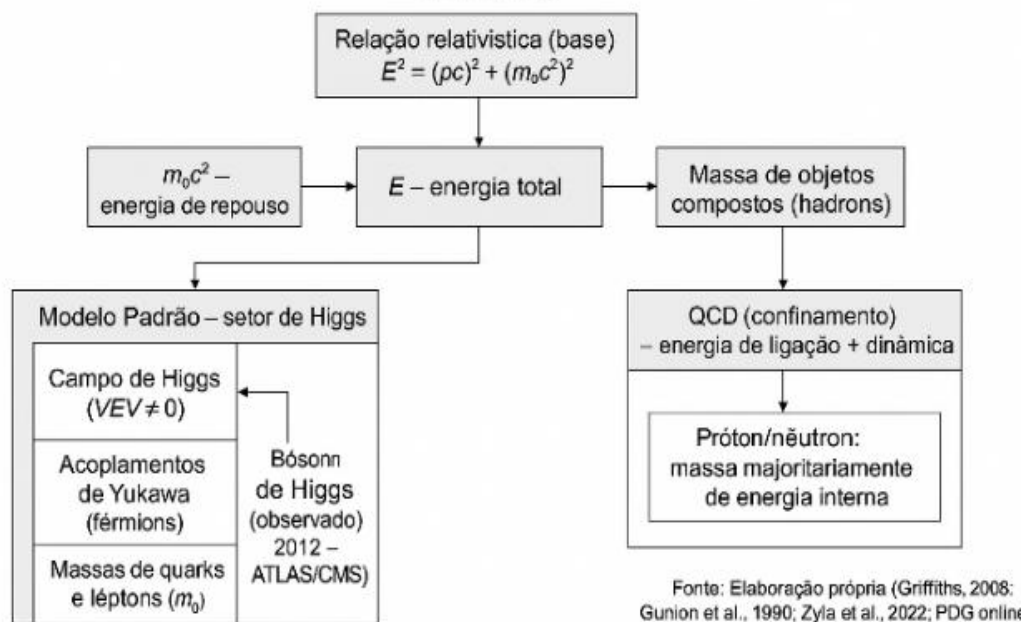 Relação relativistica (base)
E² = (pc)² + (m₀c²)²
m₀c² –
energia de repouso
E – energia total
Massa de objetos
compostos (hadrons)
Modelo Padrão – setor de Higgs
Campo de Higgs
(VEV ≠ 0)
Acoplamentos
de Yukawa
(férmions)
Massas de quarks
e léptons (m₀)
Bósonn
de Higgs
(observado)
2012 –
ATLAS/CMS)
QCD (confinamento)
– energia de ligação + dinàmica
Próton/nĕutron:
massa majoritariamente
de energia interna
Fonte: Elaboração própria (Griffiths, 2008:
Gunion et al., 1990; Zyla et al., 2022; PDG online